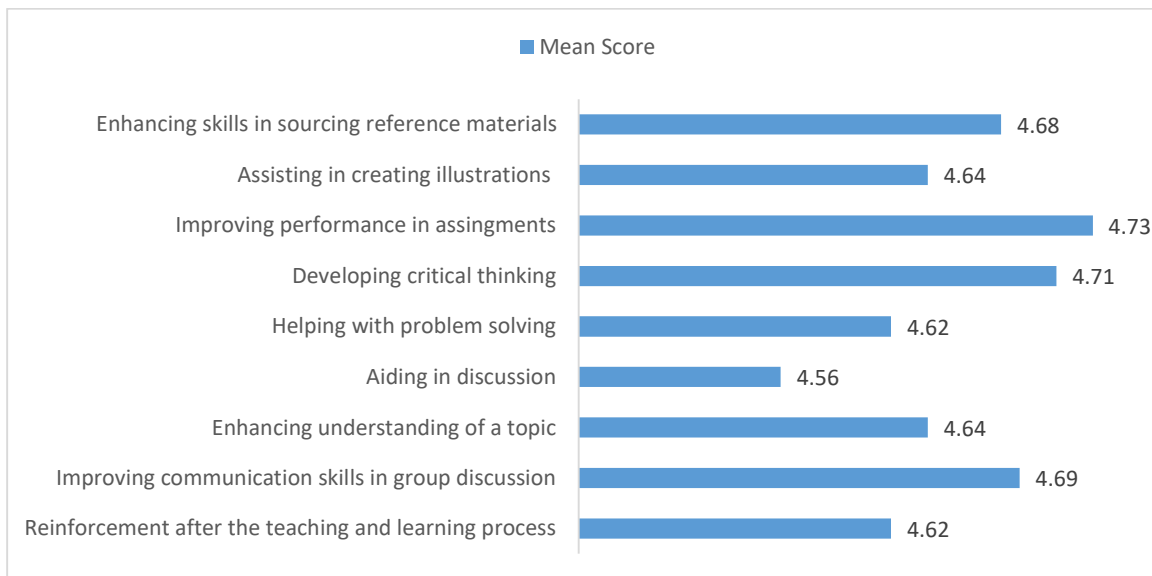 Mean Score
Enhancing skills in sourcing reference materials 4.68
Assisting in creating illustrations 4.64
Improving performance in assingments 4.73
Developing critical thinking 4.71
Helping with problem solving 4.62
Aiding in discussion 4.56
Enhancing understanding of a topic 4.64
Improving communication skills in group discussion 4.69
Reinforcement after the teaching and learning process 4.62